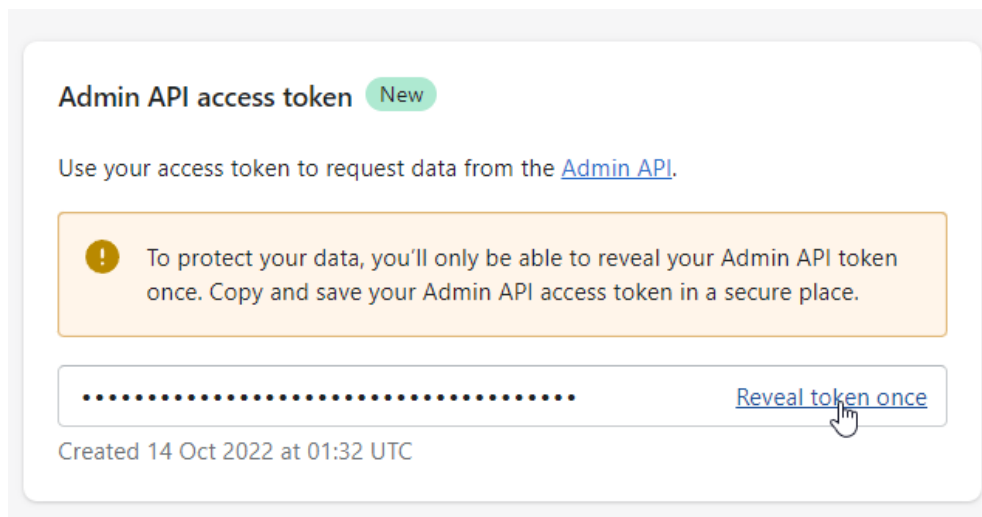 Admin API access token New
Use your access token to request data from the Admin API.
To protect your data, you’ll only be able to reveal your Admin API token
once. Copy and save your Admin API access token in a secure place.
•••••••••••••••••••••••••••••••••••••• Reveal token once
Created 14 Oct 2022 at 01:32 UTC